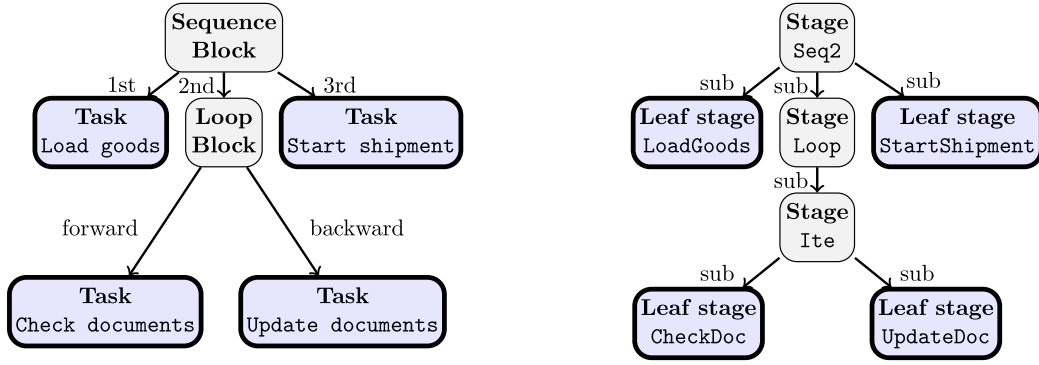 Sequence
Block
1st
2nd
3rd
Task
Load goods
Loop
Block
Task
Start shipment
forward
backward
Task
Check documents
Task
Update documents
Stage
Seq2
sub
sub
sub
Leaf stage
LoadGoods
Stage
Loop
Leaf stage
StartShipment
sub
Stage
Ite
sub
sub
Leaf stage
CheckDoc
Leaf stage
UpdateDoc